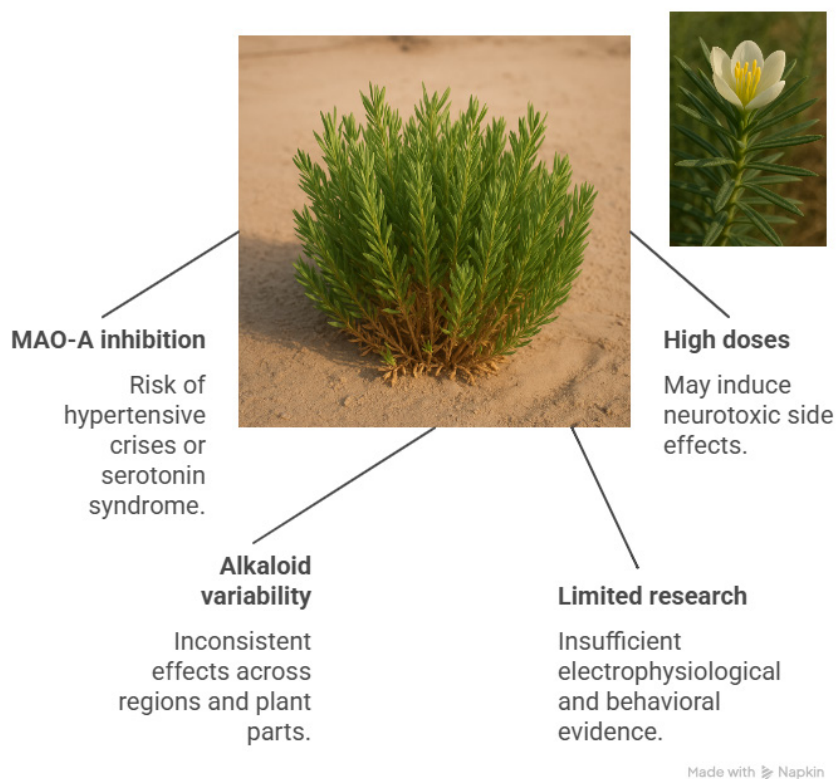 MAO-A inhibition
Risk of
hypertensive
crises or
serotonin
syndrome.
High doses
May induce
neurotoxic side
effects.
Alkaloid
variability
Inconsistent
effects across
regions and plant
parts.
Limited research
Insufficient
electrophysiological
and behavioral
evidence.
Made with Napkin